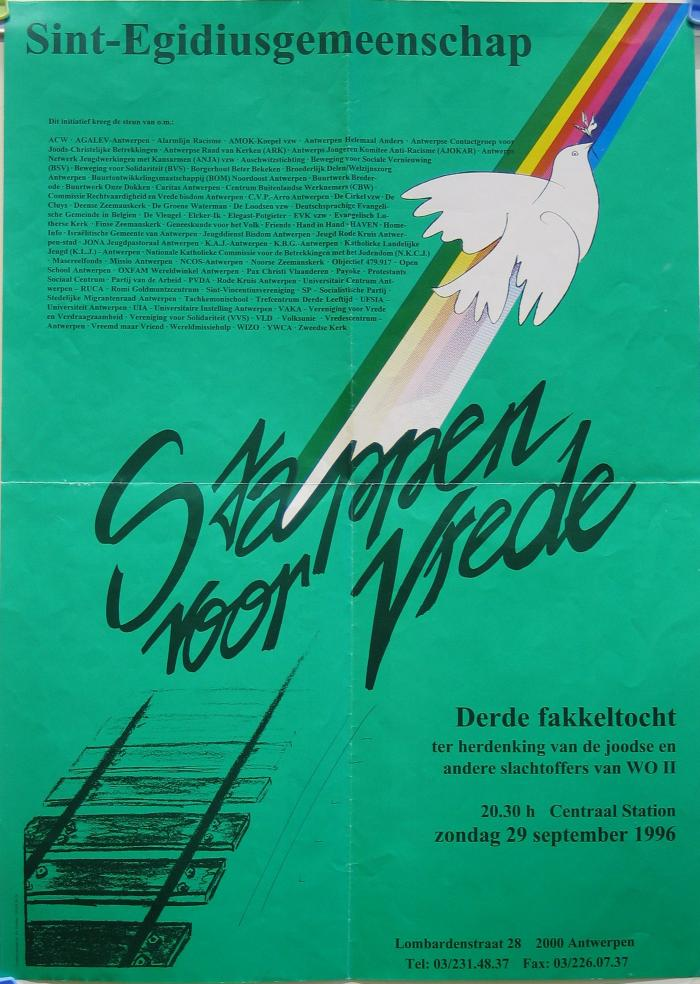 Sint-Egidiusgemeenschap
Dit initiatief kreeg de steun van o.m.:
ACW · AGALEV-Antwerpen · Alarmlijn Racisme · AMOK-Koepel vzw · Antwerpen Helemaal Anders · Antwerpse Contactgroep voor
Joods-Christelijke Betrekkingen · Antwerpse Raad van Kerken (ARK) · Antwerps Jongeren Komitee Anti-Racisme (AJOKAR) · Antwerps
Netwerk Jeugdwerkingen met Kansarmen (ANJA) vzw · Auschwitzstichting · Beweging voor Sociale Vernieuwing
(BSV) · Beweging voor Solidariteit (BVS) · Borgerhout Beter Bekeken · Broederlijk Delen/Welzijnszorg
Antwerpen · Buurtontwikkelingsmaatschappij (BOM) Noordoost Antwerpen · Buurtwerk Breder-
ode · Buurtwerk Onze Dokken · Caritas Antwerpen · Centrum Buitenlandse Werknemers (CBW) ·
Commissie Rechtvaardigheid en Vrede bisdom Antwerpen · C.V.P.-Arro Antwerpen · De Cirkel vzw · De
Cluys · Deense Zeemanskerk · De Groene Waterman · De Loodsen vzw · Deutschsprachige Evangeli-
sche Gemeinde in Belgien · De Vleugel · Elcker-Ik · Elegast-Potgieter · EVK vzw · Evangelisch Lu-
therse Kerk · Finse Zeemanskerk · Geneeskunde voor het Volk · Friends · Hand in Hand · HAVEN · Home-
Info · Israëlitische Gemeente van Antwerpen · Jeugddienst Bisdom Antwerpen · Jeugd Rode Kruis Antwer-
pen-stad · JONA Jeugdpastoraal Antwerpen · K.A.J.-Antwerpen · K.B.G.-Antwerpen · Katholieke Landelijke
Jeugd (K.L.J.) – Antwerpen · Nationale Katholieke Commissie voor de Betrekkingen met het Jodendom (N.K.C.J.)
· Masereelfonds · Missio Antwerpen · NCOS-Antwerpen · Noorse Zeemanskerk · Objectief 479.917 · Open
School Antwerpen · OXFAM Wereldwinkel Antwerpen · Pax Christi Vlaanderen · Payoke · Protestants
Sociaal Centrum · Partij van de Arbeid - PVDA · Rode Kruis Antwerpen · Universitair Centrum Ant-
werpen – RUCA · Romi Goldmuntzcentrum · Sint-Vincentiusvereniging · SP – Socialistische Partij ·
Stedelijke Migrantenraad Antwerpen · Tachkemonischool · Trefcentrum Derde Leeftijd · UFSIA –
Universiteit Antwerpen · UIA – Universitaire Instelling Antwerpen · VAKA – Vereniging voor Vrede
en Verdraagzaamheid · Vereniging voor Solidariteit (VVS) · VLD · Volksunie · Vredescentrum –
Antwerpen · Vreemd maar Vriend · Wereldmissiehulp · WIZO · YWCA · Zweedse Kerk
Stappen
voor Vrede
Derde fakkeltocht
ter herdenking van de joodse en
andere slachtoffers van WO II
20.30 h Centraal Station
zondag 29 september 1996
Lombardenstraat 28 2000 Antwerpen
Tel: 03/231.48.37 Fax: 03/226.07.37